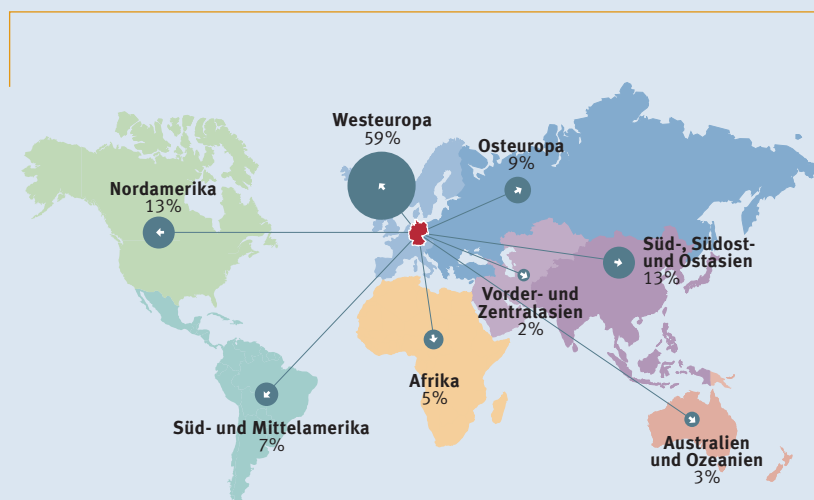 Westeuropa
59%
Osteuropa
9%
Nordamerika
13%
Süd-, Südost-
und Ostasien
13%
Vorder- und
Zentralasien
2%
Afrika
5%
Süd- und Mittelamerika
7%
Australien
und Ozeanien
3%